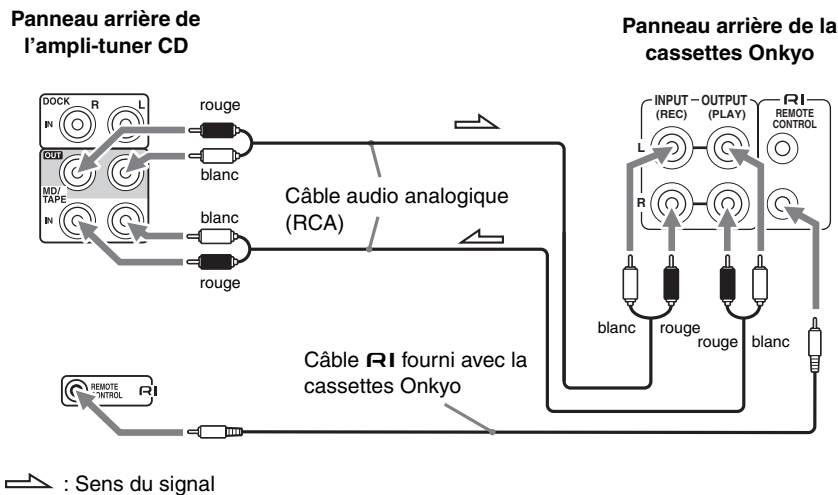 Panneau arrière de
l'ampli-tuner CD
Panneau arrière de la
cassettes Onkyo
DOCK
R
L
IN
OUT
MD/
TAPE
IN
rouge
blanc
blanc
rouge
Câble audio analogique
(RCA)
INPUT
(REC)
OUTPUT
(PLAY)
RI
REMOTE
CONTROL
L
R
blanc
rouge
rouge
blanc
Câble RI fourni avec la
cassettes Onkyo
REMOTE
CONTROL
RI
: Sens du signal